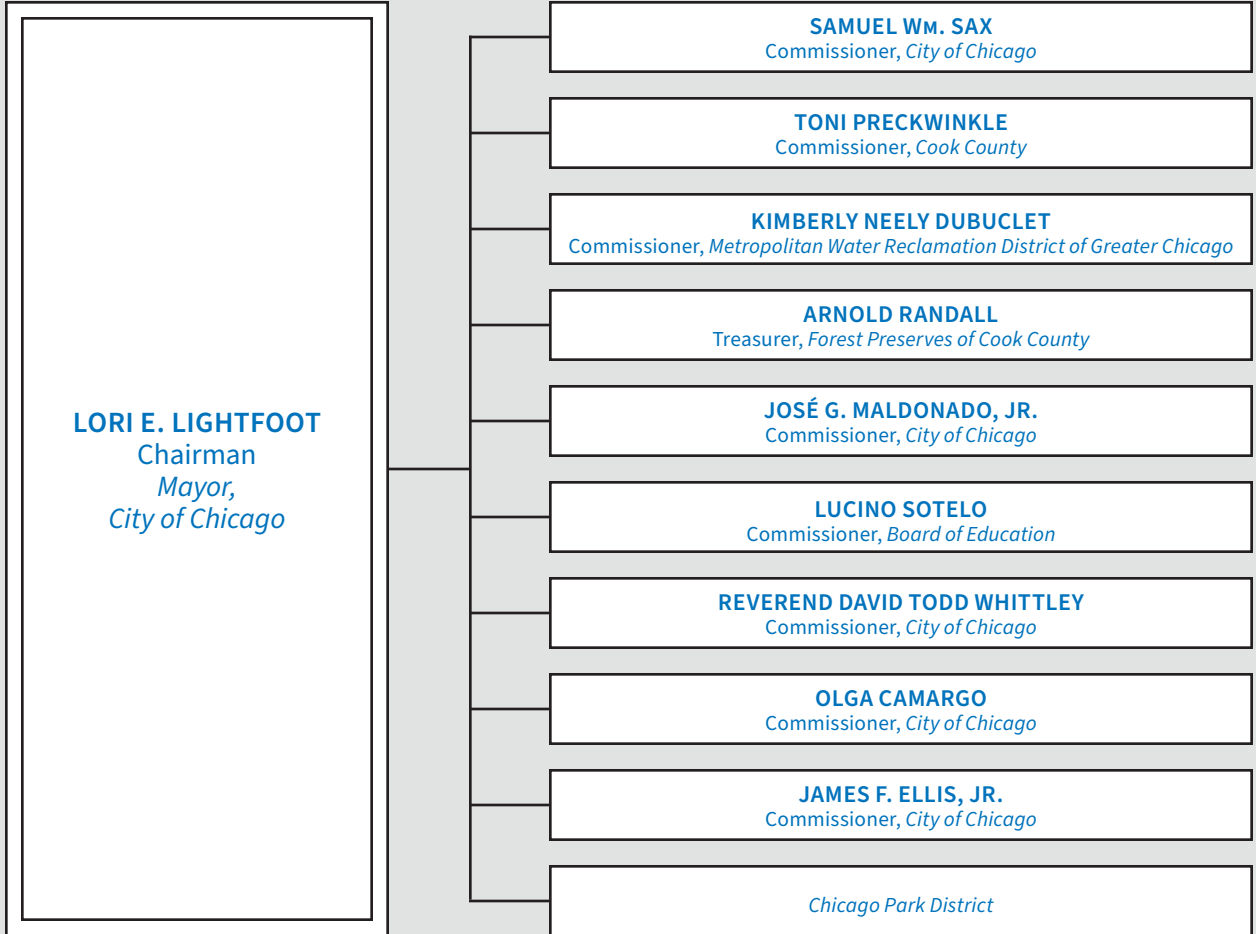 LORI E. LIGHTFOOT
Chairman
Mayor,
City of Chicago
SAMUEL WM. SAX
Commissioner, City of Chicago
TONI PRECKWINKLE
Commissioner, Cook County
KIMBERLY NEELY DUBUCLET
Commissioner, Metropolitan Water Reclamation District of Greater Chicago
ARNOLD RANDALL
Treasurer, Forest Preserves of Cook County
JOSÉ G. MALDONADO, JR.
Commissioner, City of Chicago
LUCINO SOTELO
Commissioner, Board of Education
REVEREND DAVID TODD WHITTLEY
Commissioner, City of Chicago
OLGA CAMARGO
Commissioner, City of Chicago
JAMES F. ELLIS, JR.
Commissioner, City of Chicago
Chicago Park District